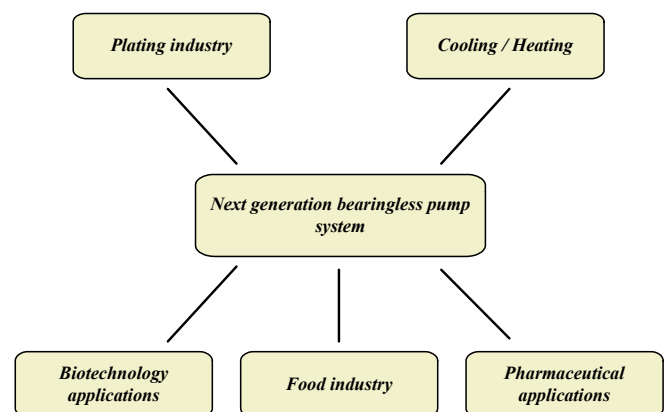 Plating industry
Cooling / Heating
Next generation bearingless pump
system
Biotechnology
applications
Food industry
Pharmaceutical
applications